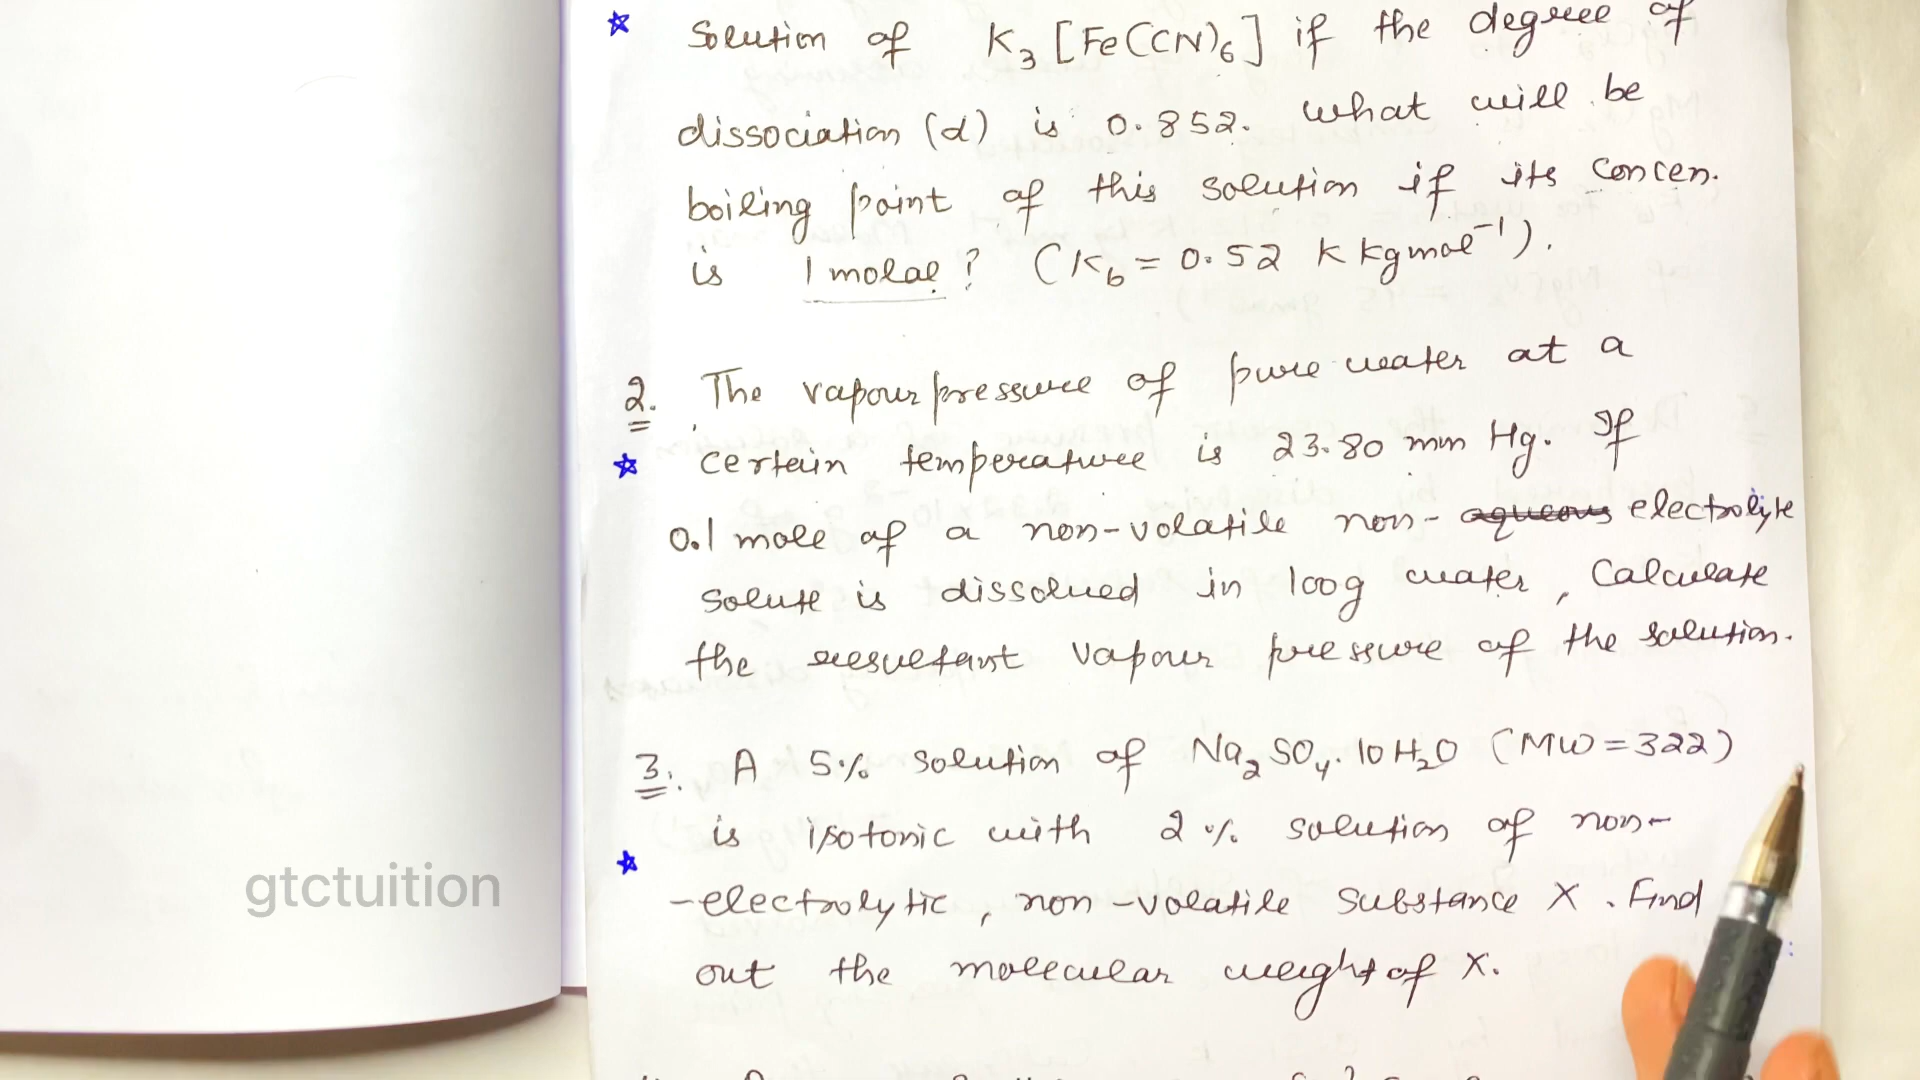 Solution of K3 [Fe(CN)6] if the degree of
dissociation (α) is 0.852. what will be
boiling point of this solution if its concen.
is 1 molal? (Kb = 0.52 K kg mol⁻¹).
2. The vapour pressure of pure water at a
certain temperature is 23.80 mm Hg. If
0.1 mole of a non-volatile non- aqueous electrolyte
solute is dissolved in 100g water, Calculate
the resultant vapour pressure of the solution.
3. A 5% solution of Na2SO4.10H2O (MW=322)
is isotonic with 2% solution of non-
-electrolytic, non-volatile substance X. Find
out the molecular weight of X.
gtctuition